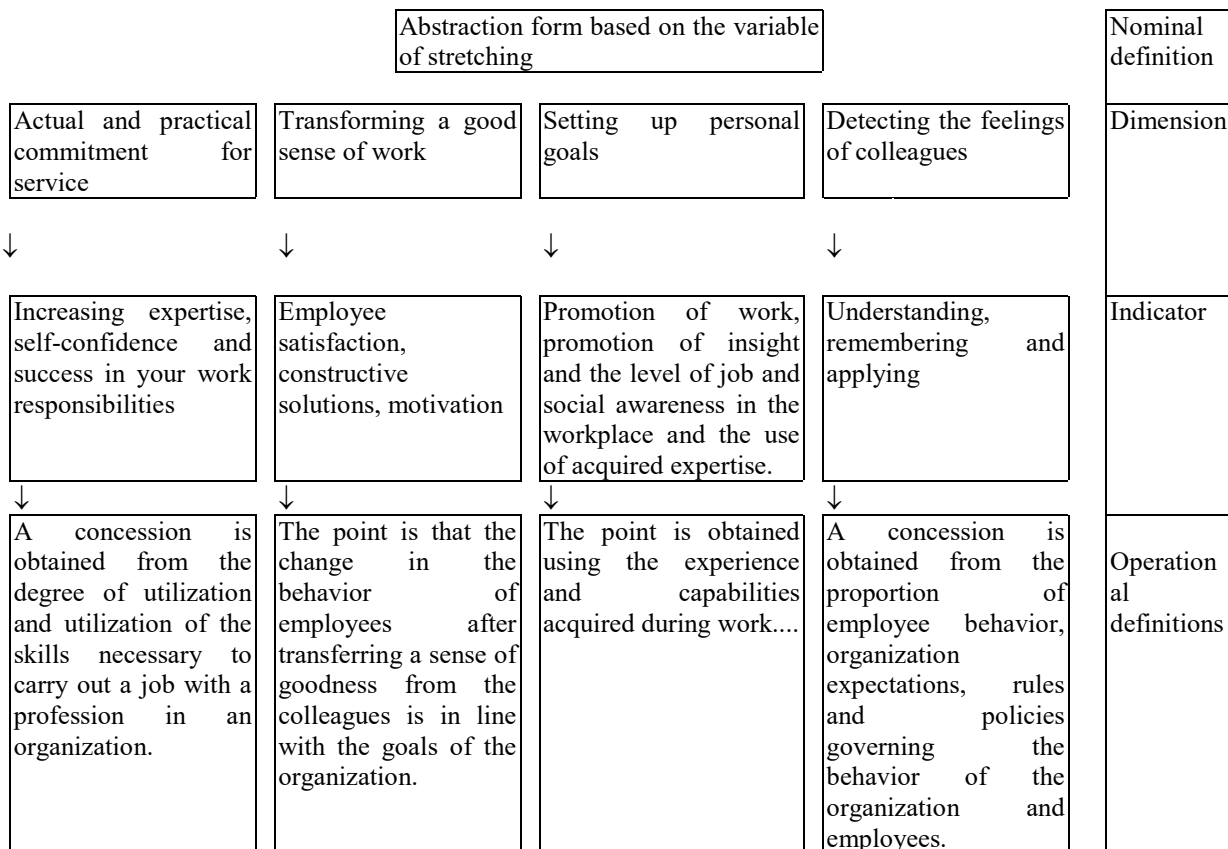 Abstraction form based on the variable
of stretching
Nominal
definition
Actual and practical
commitment for
service
Transforming a good
sense of work
Setting up personal
goals
Detecting the feelings
of colleagues
Dimension
↓ ↓ ↓ ↓
Increasing expertise,
self-confidence and
success in your work
responsibilities
Employee
satisfaction,
constructive
solutions, motivation
Promotion of work,
promotion of insight
and the level of job and
social awareness in the
workplace and the use
of acquired expertise.
Understanding,
remembering and
applying
Indicator
↓ ↓ ↓ ↓
A concession is
obtained from the
degree of utilization
and utilization of the
skills necessary to
carry out a job with a
profession in an
organization.
The point is that the
change in the
behavior of
employees after
transferring a sense of
goodness from the
colleagues is in line
with the goals of the
organization.
The point is obtained
using the experience
and capabilities
acquired during work....
A concession is
obtained from the
proportion of
employee behavior,
organization
expectations, rules
and policies
governing the
behavior of the
organization and
employees.
Operation
al
definitions